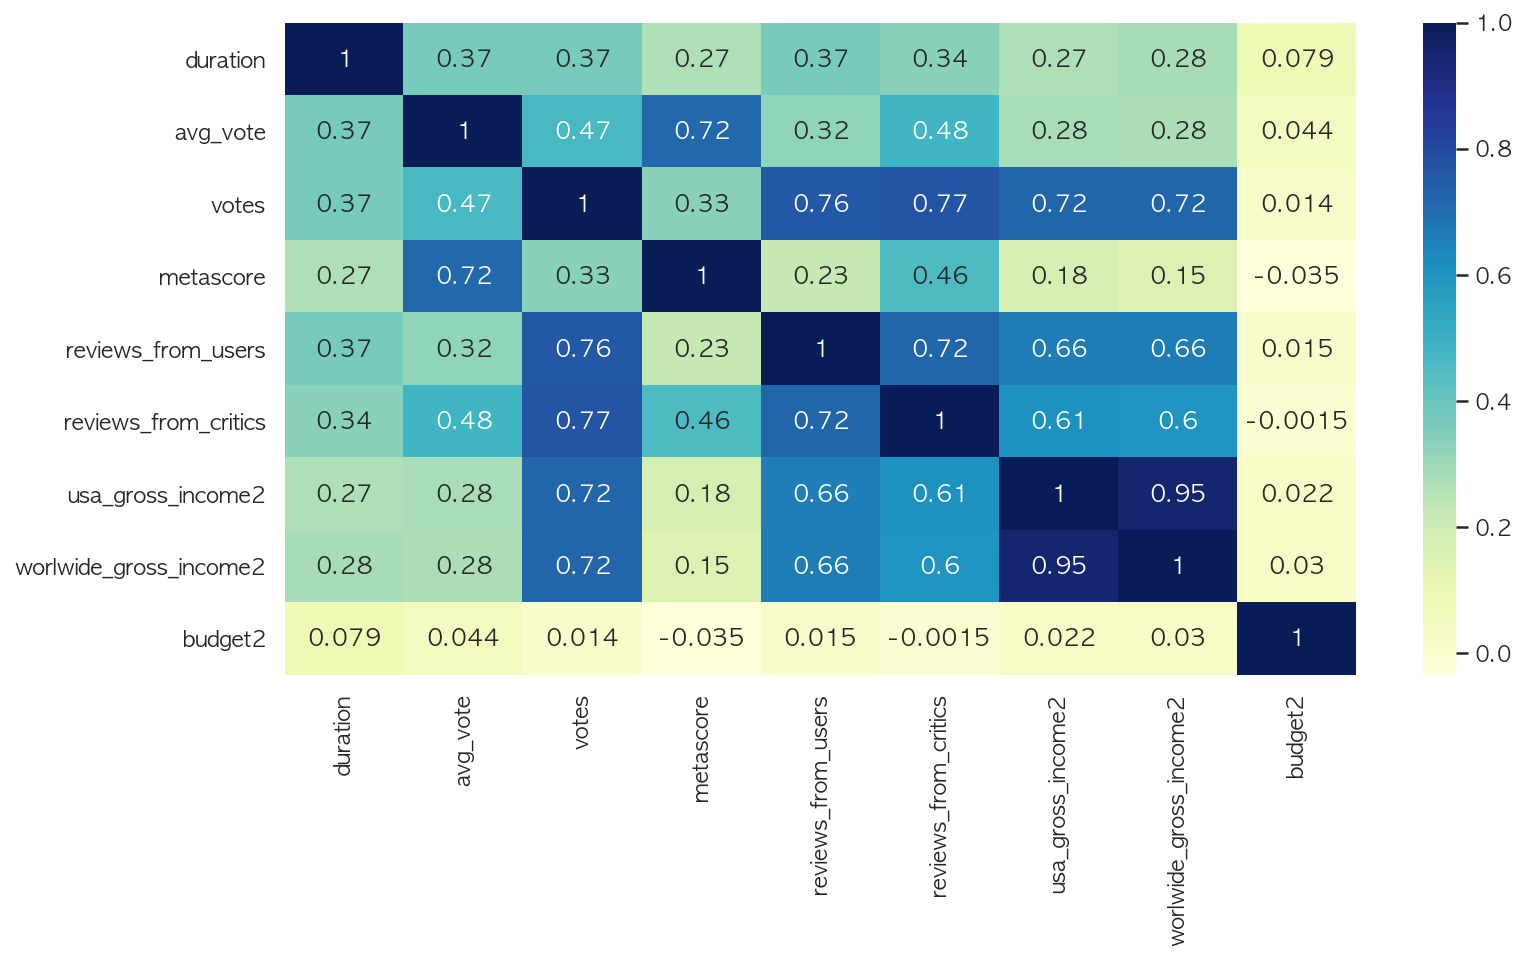 duration 1 0.37 0.37 0.27 0.37 0.34 0.27 0.28 0.079
avg_vote 0.37 1 0.47 0.72 0.32 0.48 0.28 0.28 0.044
votes 0.37 0.47 1 0.33 0.76 0.77 0.72 0.72 0.014
metascore 0.27 0.72 0.33 1 0.23 0.46 0.18 0.15 -0.035
reviews_from_users 0.37 0.32 0.76 0.23 1 0.72 0.66 0.66 0.015
reviews_from_critics 0.34 0.48 0.77 0.46 0.72 1 0.61 0.6 -0.0015
usa_gross_income2 0.27 0.28 0.72 0.18 0.66 0.61 1 0.95 0.022
worlwide_gross_income2 0.28 0.28 0.72 0.15 0.66 0.6 0.95 1 0.03
budget2 0.079 0.044 0.014 -0.035 0.015 -0.0015 0.022 0.03 1
duration
avg_vote
votes
metascore
reviews_from_users
reviews_from_critics
usa_gross_income2
worlwide_gross_income2
budget2
1.0
0.8
0.6
0.4
0.2
0.0